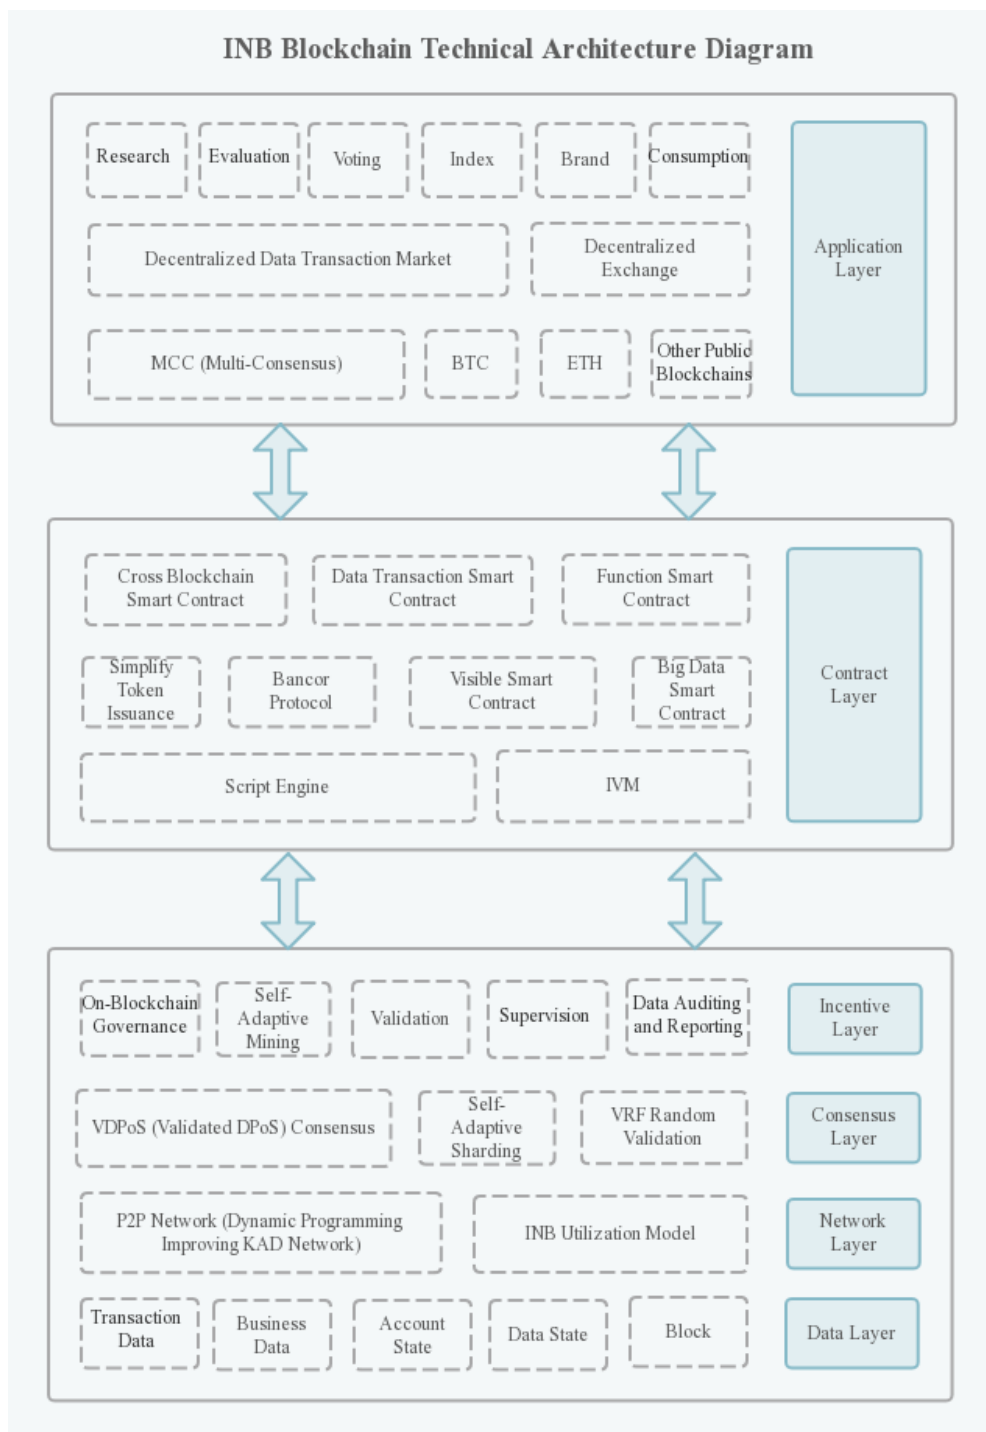 INB Blockchain Technical Architecture Diagram
Research
Evaluation
Voting
Index
Brand
Consumption
Decentralized Data Transaction Market
Decentralized
Exchange
MCC (Multi-Consensus)
BTC
ETH
Other Public
Blockchains
Application
Layer
Cross Blockchain
Smart Contract
Data Transaction Smart
Contract
Function Smart
Contract
Simplify
Token
Issuance
Bancor
Protocol
Visible Smart
Contract
Big Data
Smart
Contract
Script Engine
IVM
Contract
Layer
On-Blockchain
Governance
Self-
Adaptive
Mining
Validation
Supervision
Data Auditing
and Reporting
Incentive
Layer
VDPoS (Validated DPoS) Consensus
Self-
Adaptive
Sharding
VRF Random
Validation
Consensus
Layer
P2P Network (Dynamic Programming
Improving KAD Network)
INB Utilization Model
Network
Layer
Transaction
Data
Business
Data
Account
State
Data State
Block
Data Layer